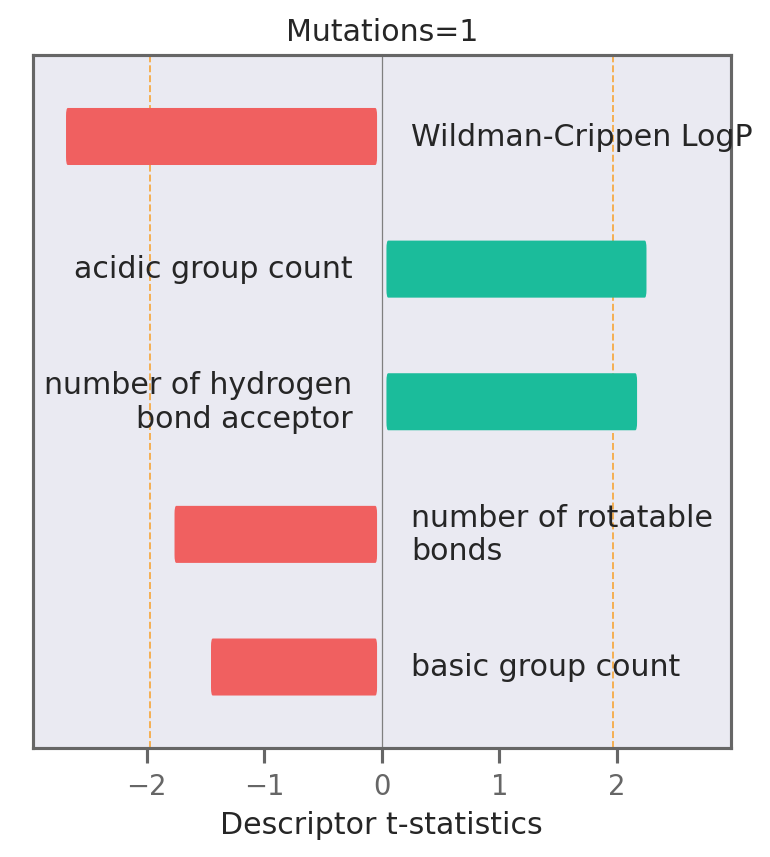 Mutations=1
Wildman-Crippen LogP
acidic group count
number of hydrogen
bond acceptor
number of rotatable
bonds
basic group count
−2 −1 0 1 2
Descriptor t-statistics